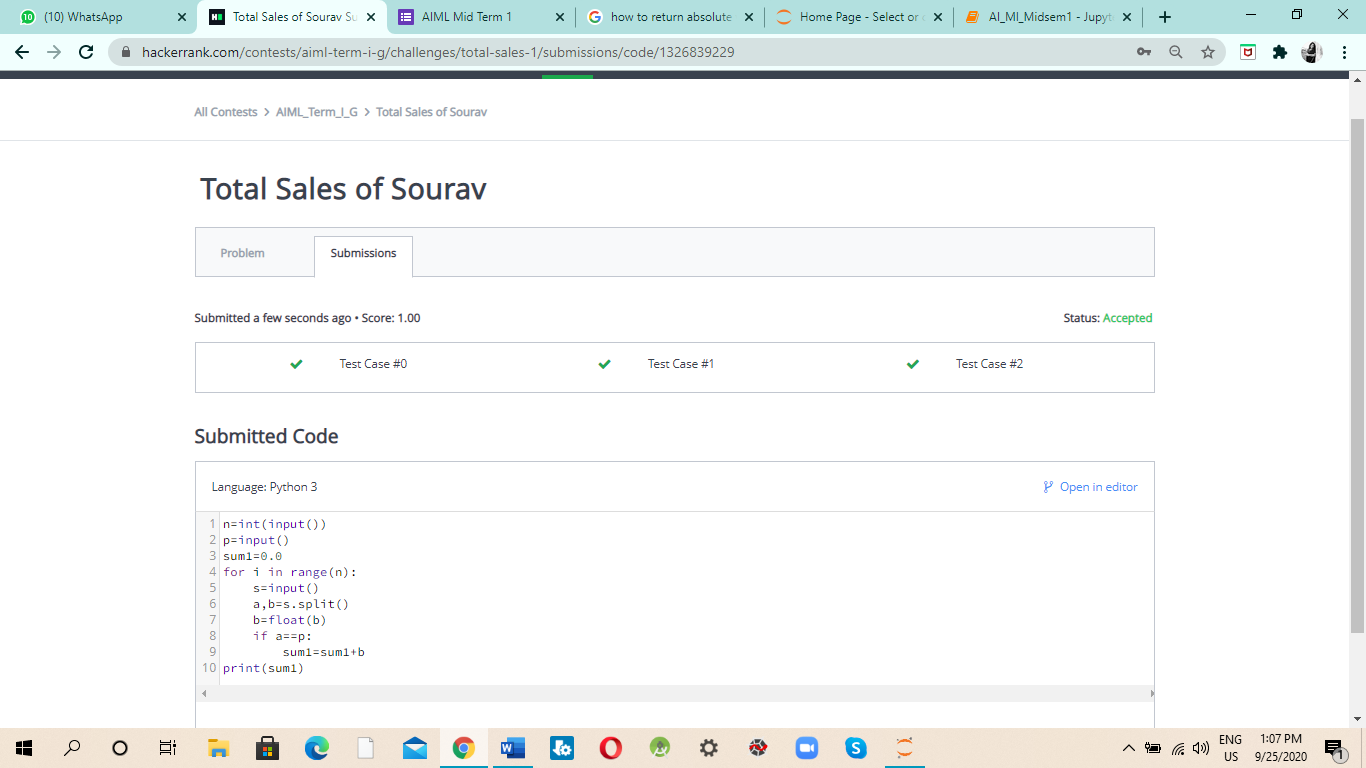 (10) WhatsApp
Total Sales of Sourav Su
AIML Mid Term 1
how to return absolute
Home Page - Select or
AI_MI_Midsem1 - Jupyt
hackerrank.com/contests/aiml-term-i-g/challenges/total-sales-1/submissions/code/1326839229
All Contests > AIML_Term_I_G > Total Sales of Sourav
Total Sales of Sourav
Problem
Submissions
Submitted a few seconds ago • Score: 1.00
Status: Accepted
Test Case #0
Test Case #1
Test Case #2
Submitted Code
Language: Python 3
Open in editor
1 n=int(input())
2 p=input()
3 sum1=0.0
4 for i in range(n):
5 s=input()
6 a,b=s.split()
7 b=float(b)
8 if a==p:
9 sum1=sum1+b
10 print(sum1)
ENG
US
1:07 PM
9/25/2020
1